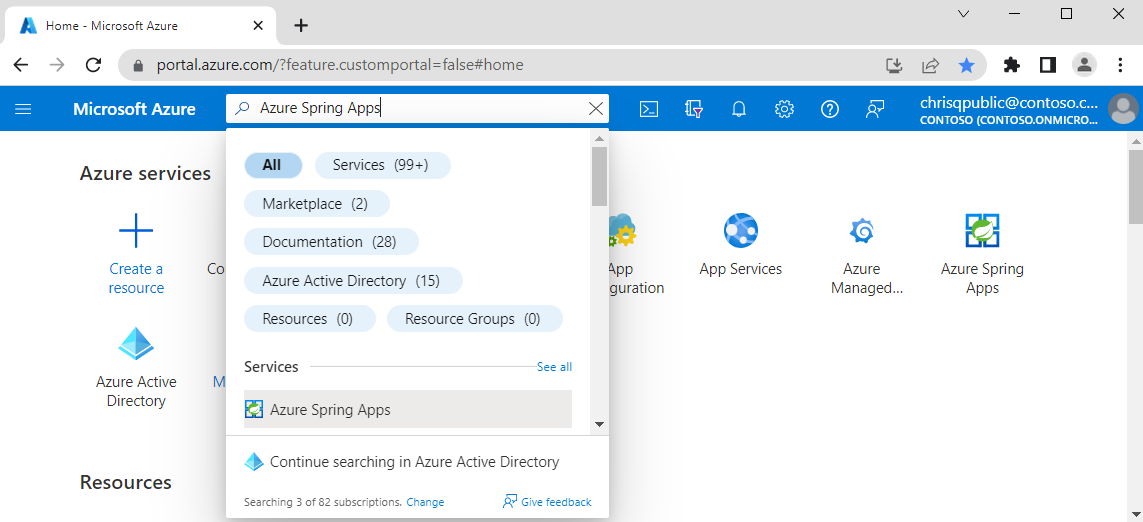 Home - Microsoft Azure
portal.azure.com/?feature.customportal=false#home
Microsoft Azure
Azure Spring Apps
chrisqpublic@contoso.c...
CONTOSO (CONTOSO.ONMICRO...
Azure services
All
Services (99+)
Marketplace (2)
Documentation (28)
Azure Active Directory (15)
Resources (0)
Resource Groups (0)
Services
See all
Azure Spring Apps
Continue searching in Azure Active Directory
Searching 3 of 82 subscriptions. Change
Give feedback
Create a
resource
Co
App
guration
App Services
Azure
Managed...
Azure Spring
Apps
Azure Active
Directory
M
Resources